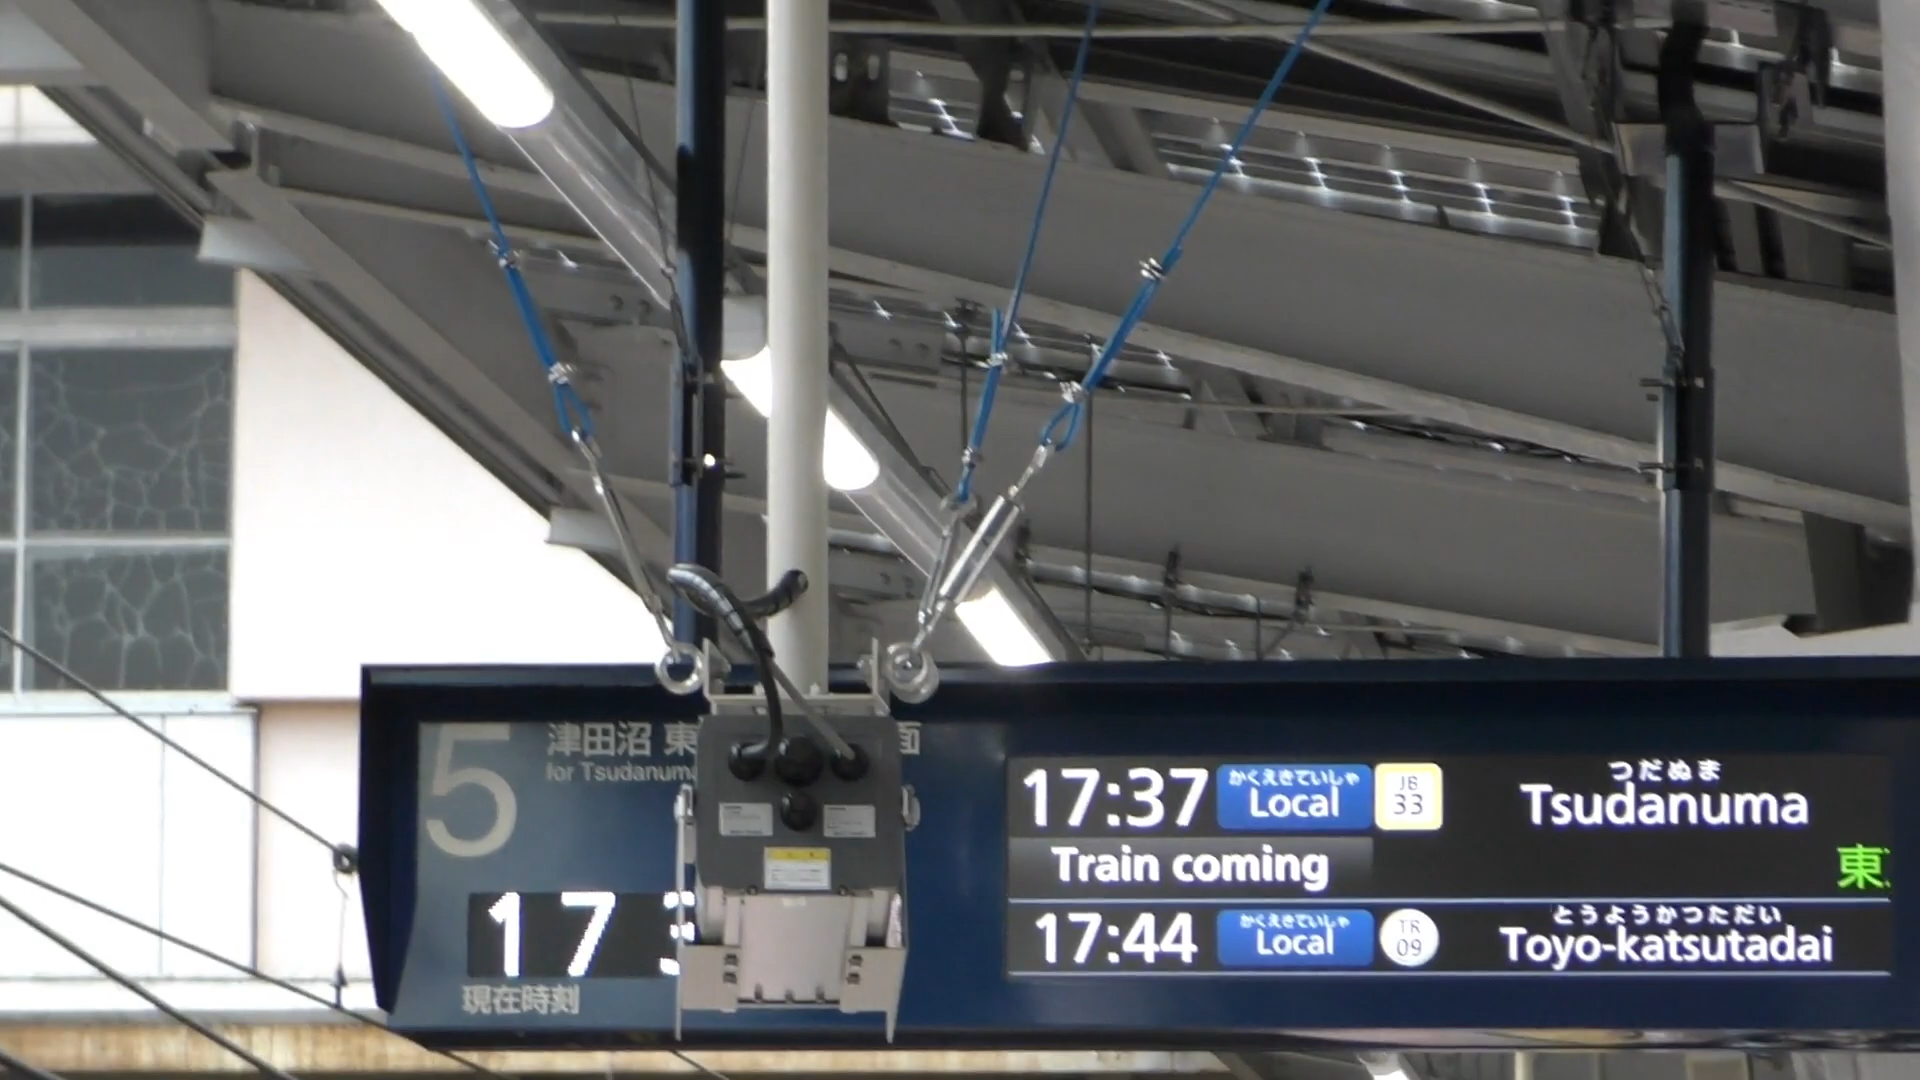 5
津田沼 東
面
for Tsudanuma
17
現在時刻
かくえきていしゃ
つだぬま
17:37 Local JB 33 Tsudanuma
Train coming 東
かくえきていしゃ
とうようかつただい
17:44 Local TR 09 Toyo-katsutadai